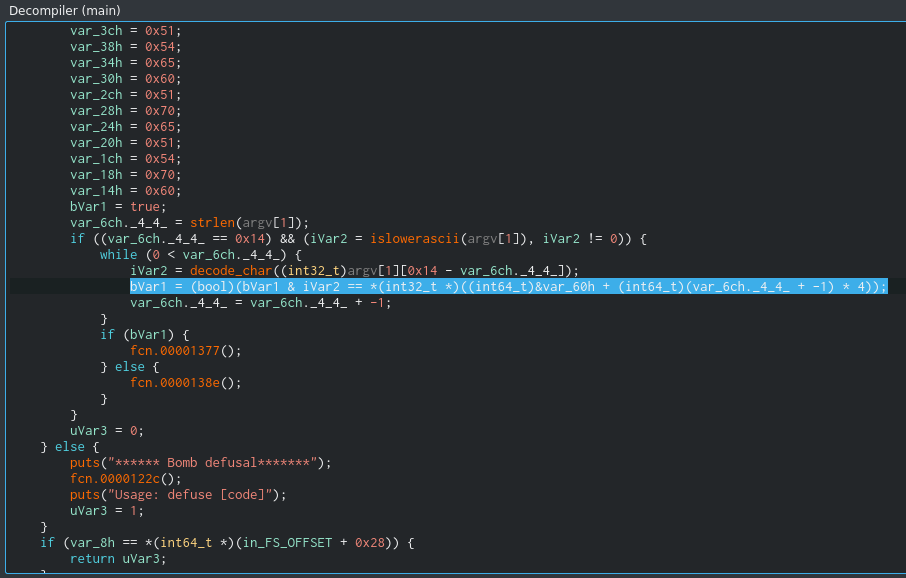 Decompiler (main)
var_3ch = 0x51;
var_38h = 0x54;
var_34h = 0x65;
var_30h = 0x60;
var_2ch = 0x51;
var_28h = 0x70;
var_24h = 0x65;
var_20h = 0x51;
var_1ch = 0x54;
var_18h = 0x70;
var_14h = 0x60;
bVar1 = true;
var_6ch._4_4_ = strlen(argv[1]);
if ((var_6ch._4_4_ == 0x14) && (iVar2 = islowerascii(argv[1]), iVar2 != 0)) {
while (0 < var_6ch._4_4_) {
iVar2 = decode_char((int32_t)argv[1][0x14 - var_6ch._4_4_]);
bVar1 = (bool)(bVar1 & iVar2 == *(int32_t *)((int64_t)&var_60h + (int64_t)(var_6ch._4_4_ + -1) * 4));
var_6ch._4_4_ = var_6ch._4_4_ + -1;
}
if (bVar1) {
fcn.00001377();
} else {
fcn.0000138e();
}
}
uVar3 = 0;
} else {
puts("****** Bomb defusal*******");
fcn.0000122c();
puts("Usage: defuse [code]");
uVar3 = 1;
}
if (var_8h == *(int64_t *)(in_FS_OFFSET + 0x28)) {
return uVar3;